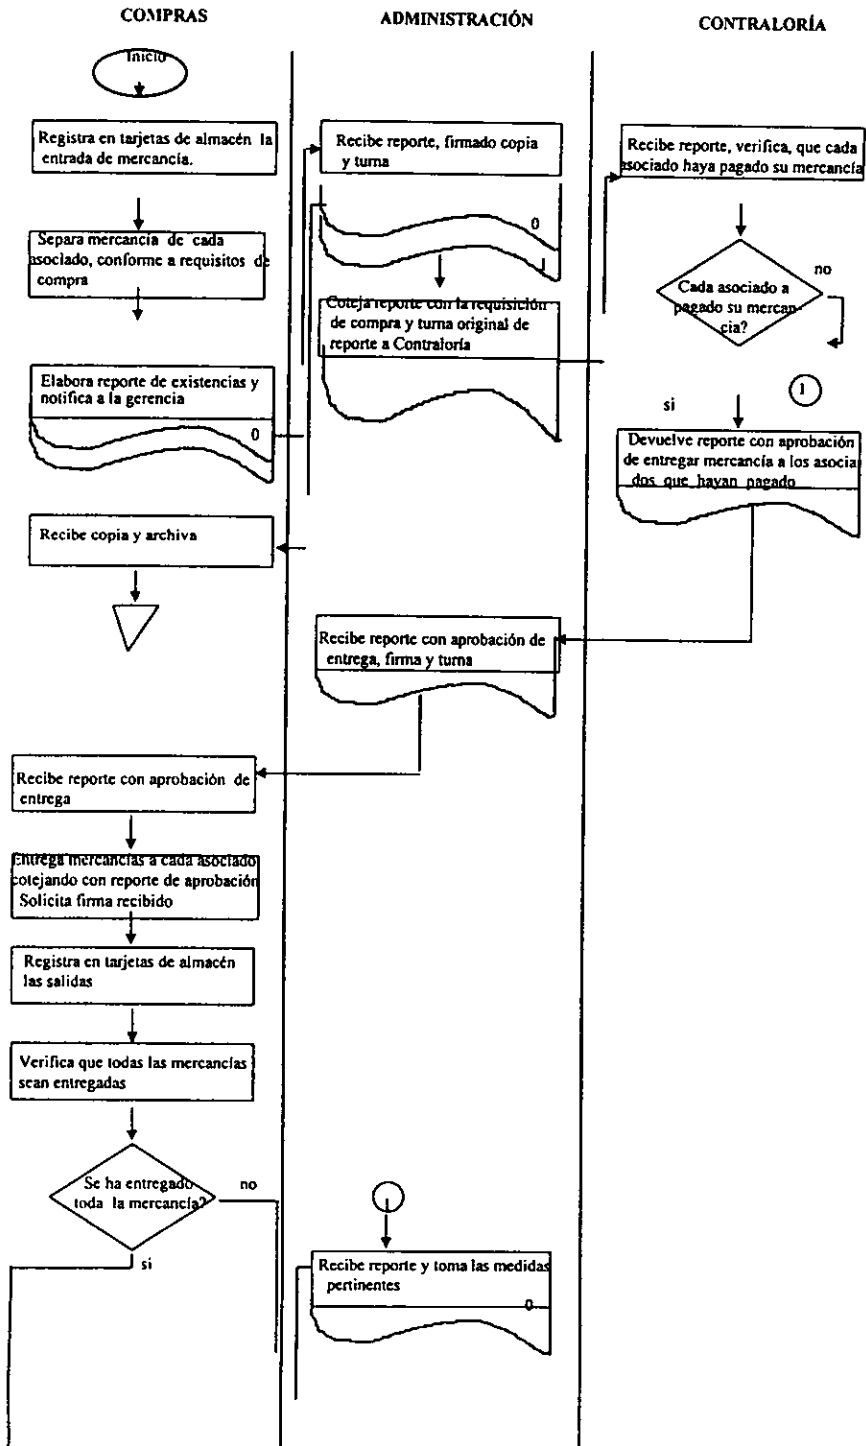 COMPRAS
ADMINISTRACIÓN
CONTRALORÍA
Inicio
Registra en tarjetas de almacén la
entrada de mercancía.
Recibe reporte, firmado copia
y turna
Recibe reporte, verifica, que cada
asociado haya pagado su mercancía
0
1
Separa mercancía de cada
asociado, conforme a requisitos de
compra
Cada asociado a
pagado su mercan-
cia?
no
Coteja reporte con la requisición
de compra y turna original de
reporte a Contraloría
Elabora reporte de existencias y
notifica a la gerencia
0
1
si
Devuelve reporte con aprobación
de entregar mercancía a los asocia
dos que hayan pagado
Recibe copia y archiva
Recibe reporte con aprobación de
entrega, firma y turna
Recibe reporte con aprobación de
entrega
Entrega mercancías a cada asociado
cotejando con reporte de aprobación
Solicita firma recibido
Registra en tarjetas de almacén
las salidas
Verifica que todas las mercancías
sean entregadas
Se ha entregado
toda la mercancía?
no
si
Recibe reporte y toma las medidas
pertinentes
0